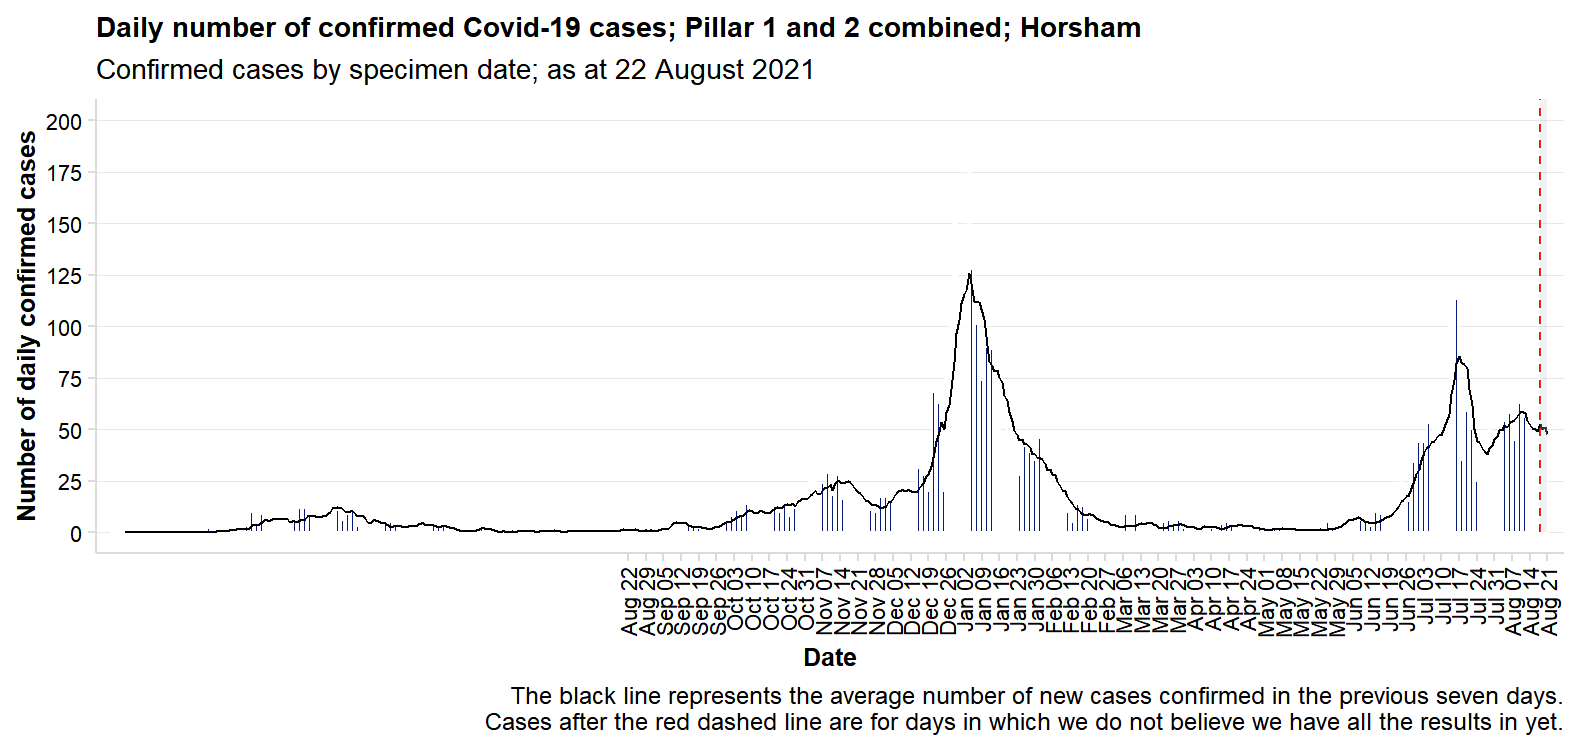 Daily number of confirmed Covid-19 cases; Pillar 1 and 2 combined; Horsham
Confirmed cases by specimen date; as at 22 August 2021
Number of daily confirmed cases
200
175
150
125
100
75
50
25
0
Aug 22
Aug 29
Sep 05
Sep 12
Sep 19
Sep 26
Oct 03
Oct 10
Oct 17
Oct 24
Oct 31
Nov 07
Nov 14
Nov 21
Nov 28
Dec 05
Dec 12
Dec 19
Dec 26
Jan 02
Jan 09
Jan 16
Jan 23
Jan 30
Feb 06
Feb 13
Feb 20
Feb 27
Mar 06
Mar 13
Mar 20
Mar 27
Apr 03
Apr 10
Apr 17
Apr 24
May 01
May 08
May 15
May 22
May 29
Jun 05
Jun 12
Jun 19
Jun 26
Jul 03
Jul 10
Jul 17
Jul 24
Jul 31
Aug 07
Aug 14
Aug 21
Date
The black line represents the average number of new cases confirmed in the previous seven days.
Cases after the red dashed line are for days in which we do not believe we have all the results in yet.